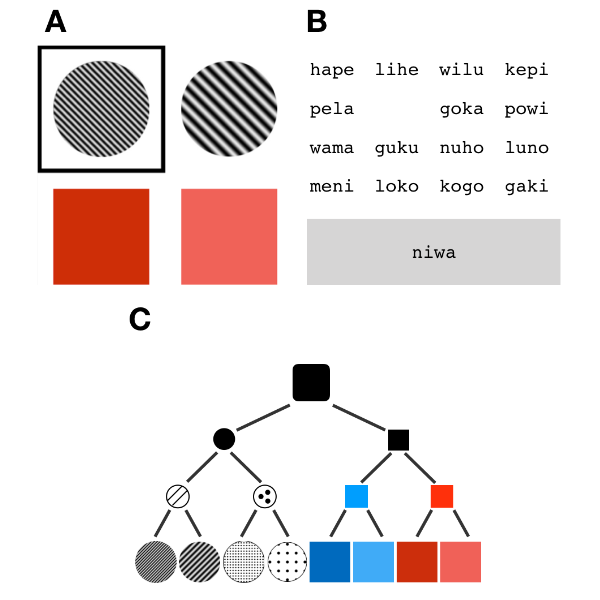 A
B
hape lihe wilu kepi
pela goka powi
wama guku nuho luno
meni loko kogo gaki
niwa
C